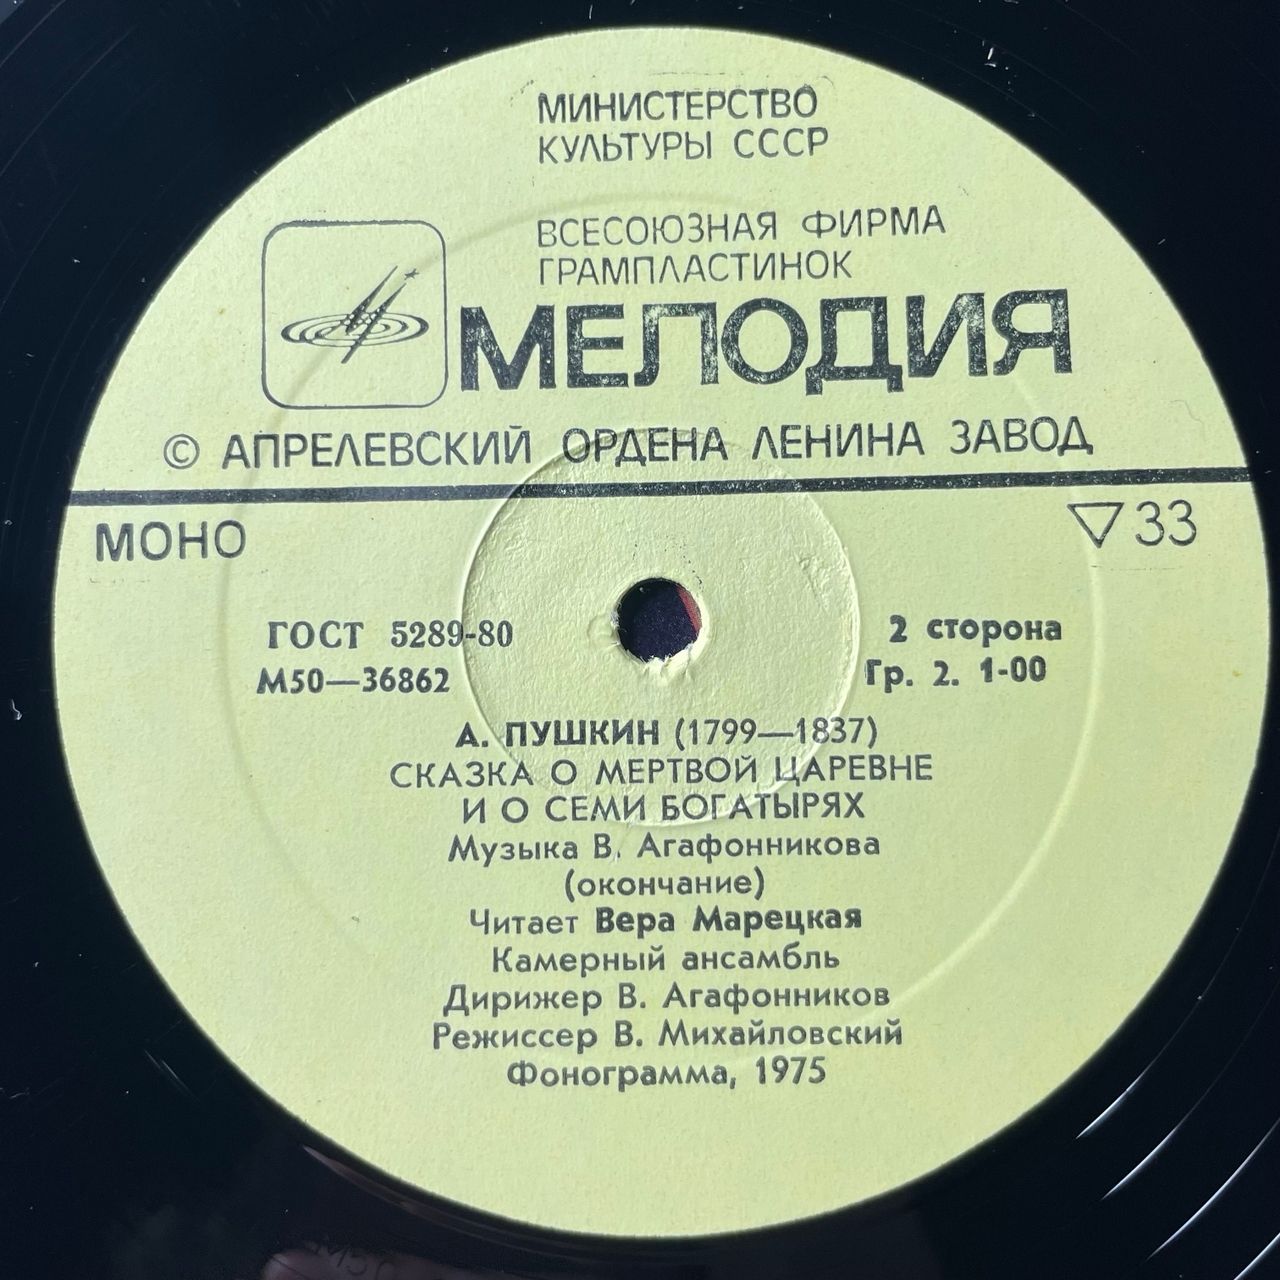 МИНИСТЕРСТВО
КУЛЬТУРЫ СССР
ВСЕСОЮЗНАЯ ФИРМА
ГРАМПЛАСТИНОК
МЕЛОДИЯ
© АПРЕЛЕВСКИЙ ОРДЕНА ЛЕНИНА ЗАВОД
МОНО
▽ 33
ГОСТ 5289-80
2 сторона
М50—36862
Гр. 2. 1-00
А. ПУШКИН (1799—1837)
СКАЗКА О МЕРТВОЙ ЦАРЕВНЕ
И О СЕМИ БОГАТЫРЯХ
Музыка В. Агафонникова
(окончание)
Читает Вера Марецкая
Камерный ансамбль
Дирижер В. Агафонников
Режиссер В. Михайловский
Фонограмма, 1975